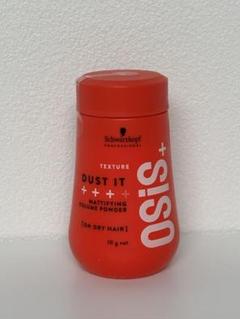 Schwarzkopf
PROFESSIONAL
TEXTURE
DUST IT
++++
MATTIFYING
VOLUME POWDER
[ON DRY HAIR]
10 g net
OSiS+